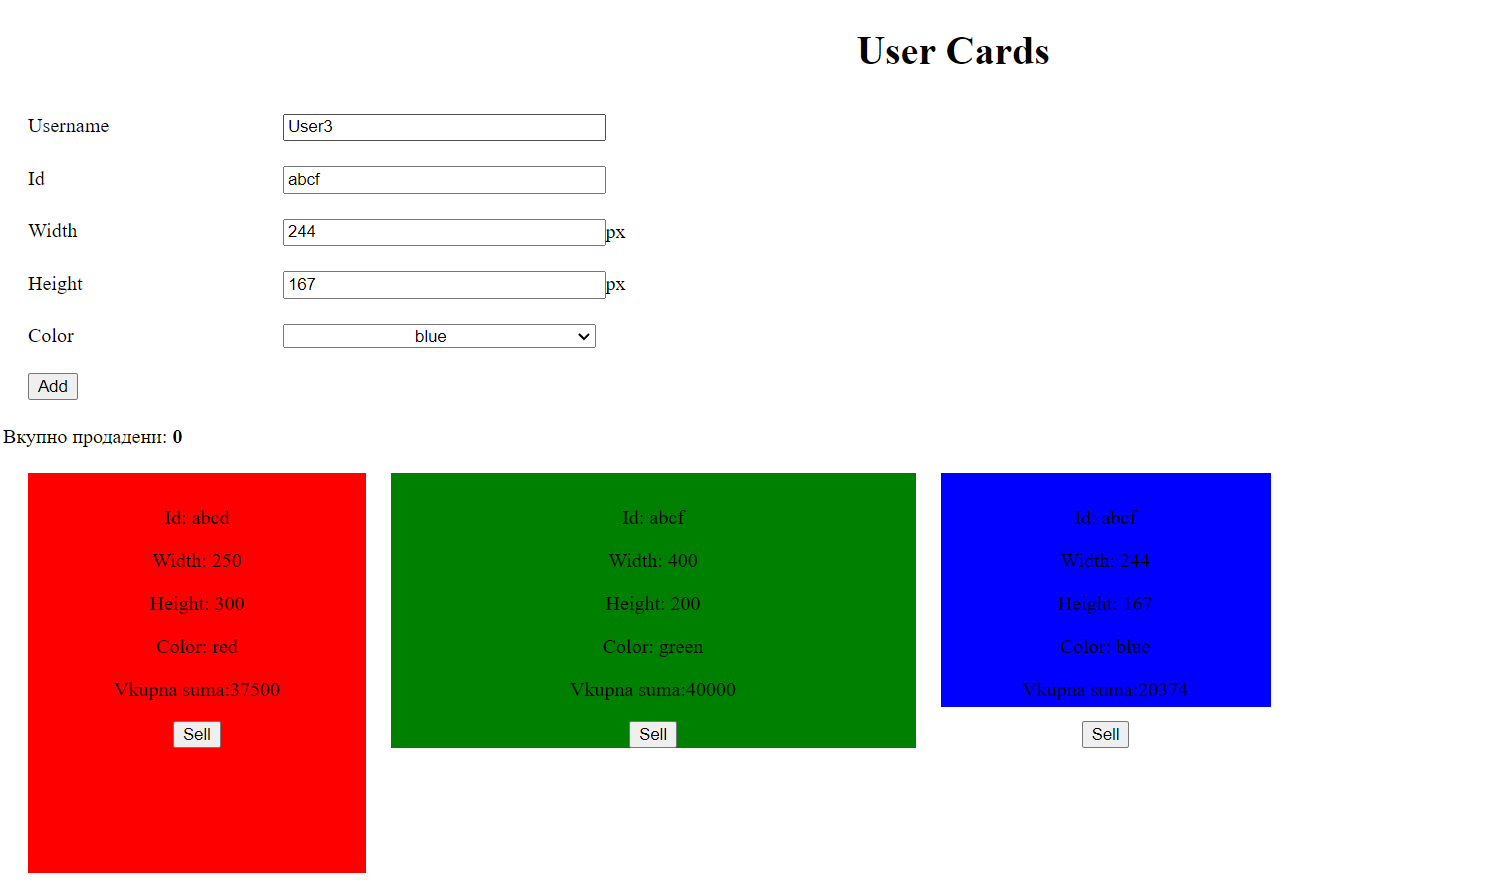 User Cards
Username User3
Id abcf
Width 244 px
Height 167 px
Color blue
Add
Вкупно продадени: 0
Id: abcd
Width: 250
Height: 300
Color: red
Vkupna suma:37500
Sell
Id: abcf
Width: 400
Height: 200
Color: green
Vkupna suma:40000
Sell
Id: abcf
Width: 244
Height: 167
Color: blue
Vkupna suma:20374
Sell